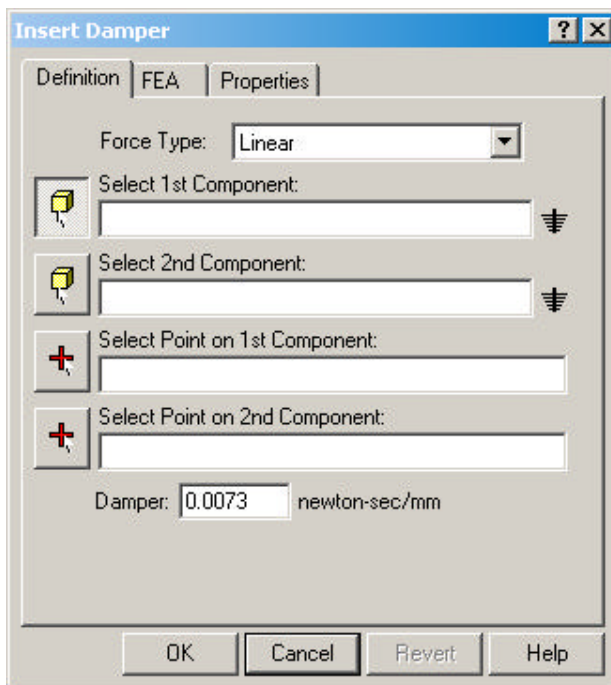 Insert Damper
Definition FEA Properties
Force Type: Linear
Select 1st Component:
Select 2nd Component:
Select Point on 1st Component:
Select Point on 2nd Component:
Damper: 0.0073 newton-sec/mm
OK Cancel Revert Help